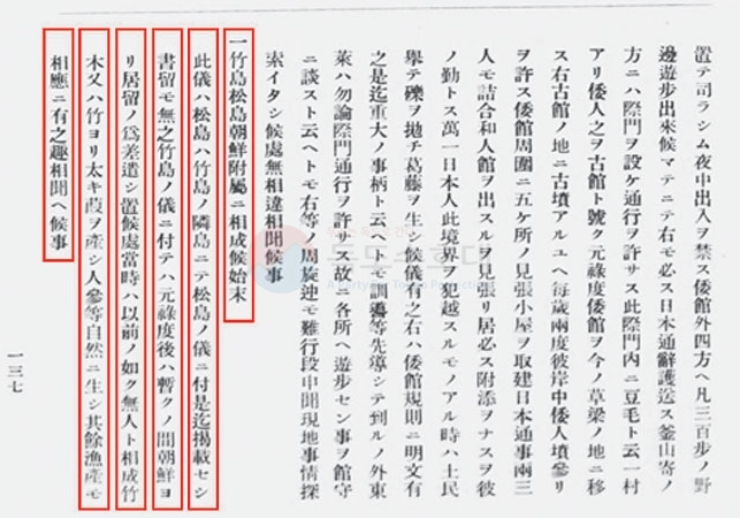 置テ司ラシム夜中出入ヲ禁ス倭館外四方ヘ凡三百歩ノ野
邊遊步出來候マテニテ右モ必ス日本通辭護送ス釜山寄ノ
方ニハ際門ヲ設ケ通行ヲ許サス此際門內ニ豆毛ト云一村
アリ倭人之ヲ古館ト號ク元祿度倭館ヲ今ノ草梁ノ地ニ移
ス右古館ノ地ニ古墳アルユヘ每歲兩度彼岸中倭人墳參リ
ヲ許ス倭館周圍ニ五ケ所ノ見張小屋ヲ取建日本通事兩三
人モ詰合和人館ヲ出スルヲ見張リ居必ス附添ヲナスヲ彼
ノ勤トス萬一日本人此境界ヲ犯越スルモノアル時ハ土民
擧テ礫ヲ拋チ葛藤ヲ生シ候儀有之右ハ倭館規則ニ明文有
之是迄重大ノ事柄ト云ヘトモ訓導等先導シテ到ルノ外東
萊ハ勿論際門通行ヲ許サス故ニ各所ヘ遊步セン事ヲ館守
ニ談スト云ヘトモ右等ノ周旋連モ難行段申聞現地事情探
索イタシ候處無相違相聞候事
一竹島松島朝鮮附屬ニ相成候始末
此儀ハ松島ハ竹島ノ隣島ニテ松島ノ儀ニ付是迄揭載セシ
書留モ無之竹島ノ儀ニ付テハ元祿度後ハ暫クノ間朝鮮ヨ
リ居留ノ爲差遣シ置候處當時ハ以前ノ如ク無人ト相成竹
木又ハ竹ヨリ太キ葭ヲ產シ人參等自然ニ生シ其餘漁產モ
相應ニ有之趣相聞ヘ候事
一三七